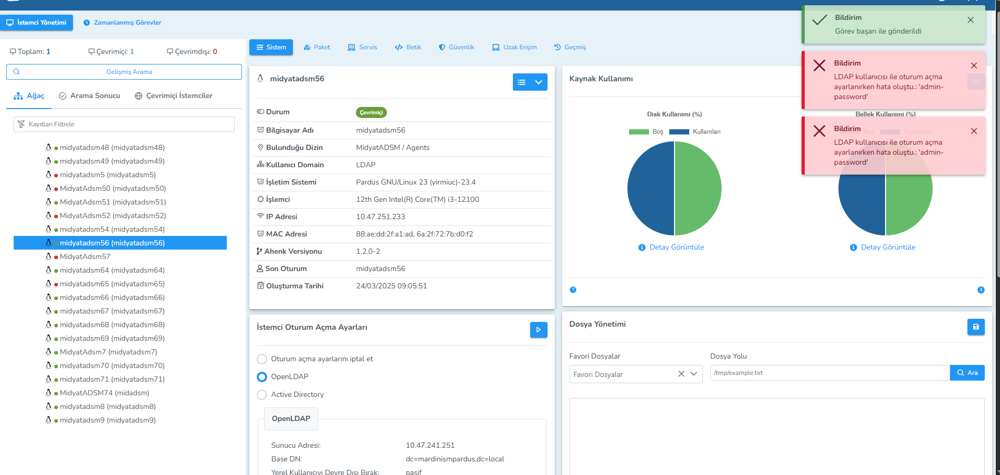 İstemci Yönetimi
Zamanlanmış Görevler
Toplam: 1
Çevrimiçi: 1
Çevrimdışı: 0
Gelişmiş Arama
Ağaç
Arama Sonucu
Çevrimiçi İstemciler
Kayıtları Filtrele
midyatadsm48 (midyatadsm48)
midyatadsm49 (midyatadsm49)
midyatadsm5 (midyatadsm5)
MidyatAdsm50 (midyatadsm50)
MidyatAdsm51 (midyatadsm51)
MidyatAdsm52 (midyatadsm52)
midyatadsm54 (midyatadsm54)
midyatadsm56 (midyatadsm56)
MidyatAdsm57
midyatadsm64 (midyatadsm64)
midyatadsm65 (midyatadsm65)
midyatadsm66 (midyatadsm66)
midyatadsm67 (midyatadsm67)
midyatadsm68 (midyatadsm68)
midyatadsm69 (midyatadsm69)
MidyatAdsm7 (midyatadsm7)
midyatadsm70 (midyatadsm70)
midyatadsm71 (midyatadsm71)
MidyatADSM74 (midadsm)
midyatadsm8 (midyatadsm8)
midyatadsm9 (midyatadsm9)
Sistem
Paket
Servis
Betik
Güvenlik
Uzak Erişim
Geçmiş
midyatadsm56
Durum Çevrimiçi
Bilgisayar Adı midyatadsm56
Bulunduğu Dizin MidyatADSM / Agents
Kullanıcı Domain LDAP
İşletim Sistemi Pardus GNU/Linux 23 (yirmiuc)-23.4
İşlemci 12th Gen Intel(R) Core(TM) i3-12100
IP Adresi 10.47.251.233
MAC Adresi 88:ae:dd:2f:a1:ad, 6a:2f:72:7b:d0:f2
Ahenk Versiyonu 1.2.0-2
Son Oturum midyatadsm56
Oluşturma Tarihi 24/03/2025 09:05:51
Kaynak Kullanımı
Disk Kullanımı (%)
Boş
Kullanılan
Detay Görüntüle
Bellek Kullanımı (%)
Boş
Kullanılan
Detay Görüntüle
Bildirim
Görev başarı ile gönderildi
Bildirim
LDAP kullanıcısı ile oturum açma
ayarlanırken hata oluştu.: 'admin-
password'
Bildirim
LDAP kullanıcısı ile oturum açma
ayarlanırken hata oluştu.: 'admin-
password'
İstemci Oturum Açma Ayarları
Oturum açma ayarlarını iptal et
OpenLDAP
Active Directory
OpenLDAP
Sunucu Adresi: 10.47.241.251
Base DN: dc=mardinismpardus,dc=local
Yerel Kullanıcıyı Devre Dışı Bırak: pasif
Dosya Yönetimi
Favori Dosyalar
Dosya Yolu
Favori Dosyalar
/tmp/example.txt
Ara